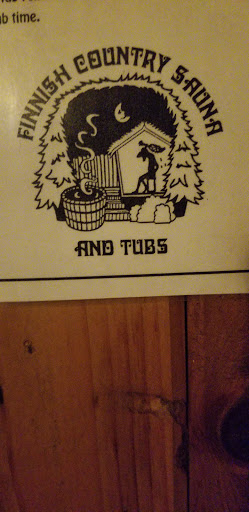 ub time.
FINNISH COUNTRY SAUNA
AND TUBS